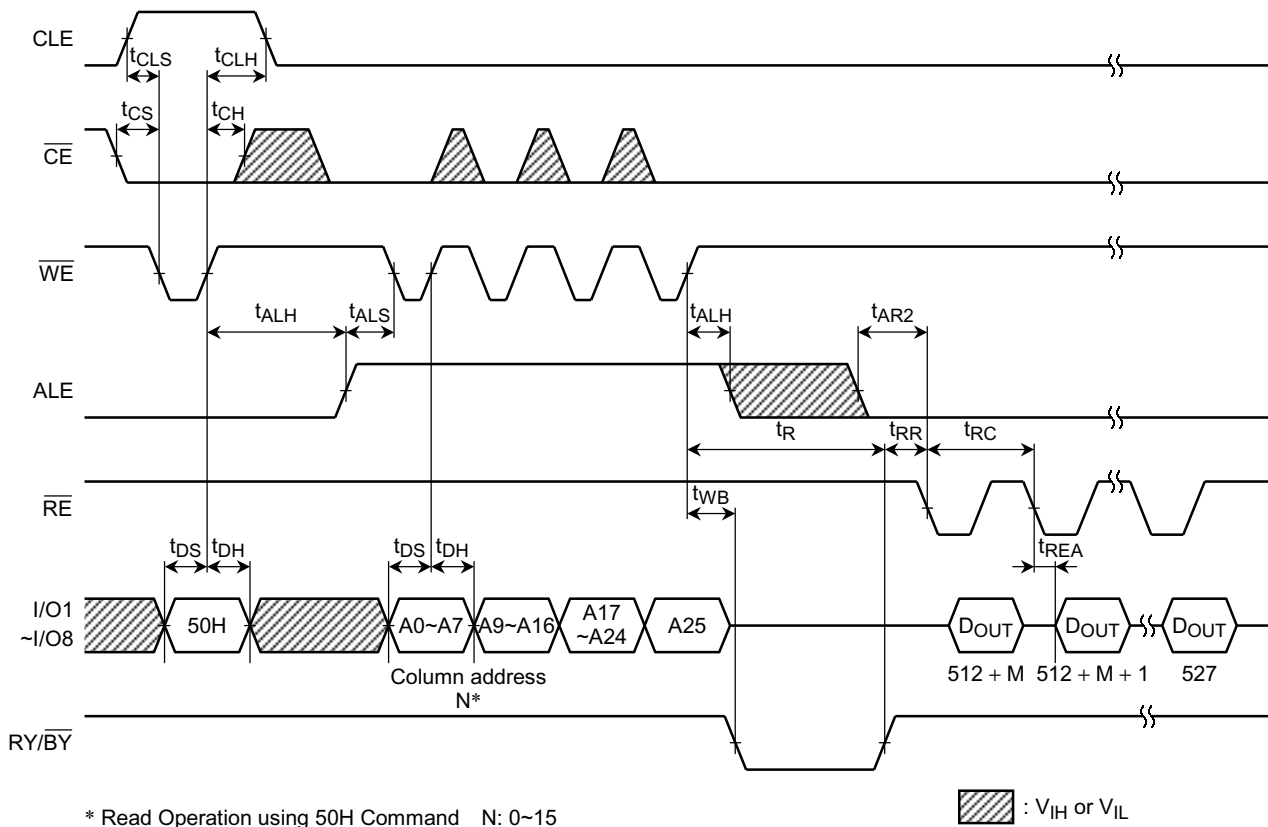 CLE
tCLS
tCLH
tCS
tCH
CE
WE
tALH
tALS
tALH
tAR2
ALE
tR
tRR
tRC
RE
tWB
tDS
tDH
tDS
tDH
tREA
I/O1
~I/O8
50H
A0~A7
A9~A16
A17
~A24
A25
DOUT
DOUT
DOUT
Column address
N*
512 + M
512 + M + 1
527
RY/BY
* Read Operation using 50H Command N: 0~15
: VIH or VIL